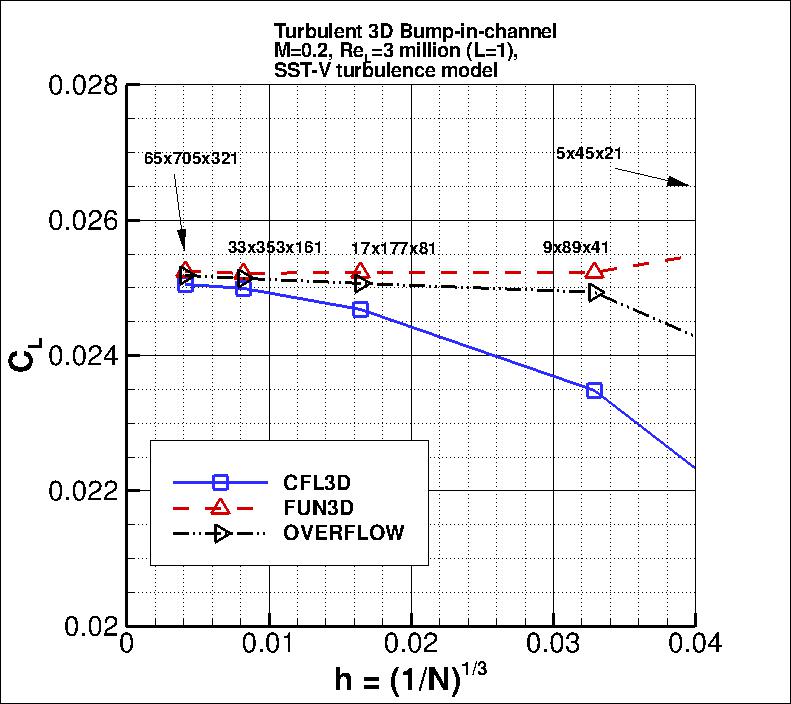 Turbulent 3D Bump-in-channel
M=0.2, Re_L=3 million (L=1),
SST-V turbulence model
0.028
65x705x321
5x45x21
0.026
33x353x161
17x177x81
9x89x41
0.024
C_L
CFL3D
0.022
FUN3D
OVERFLOW
0.02
0
0.01
0.02
0.03
0.04
h = (1/N)^1/3